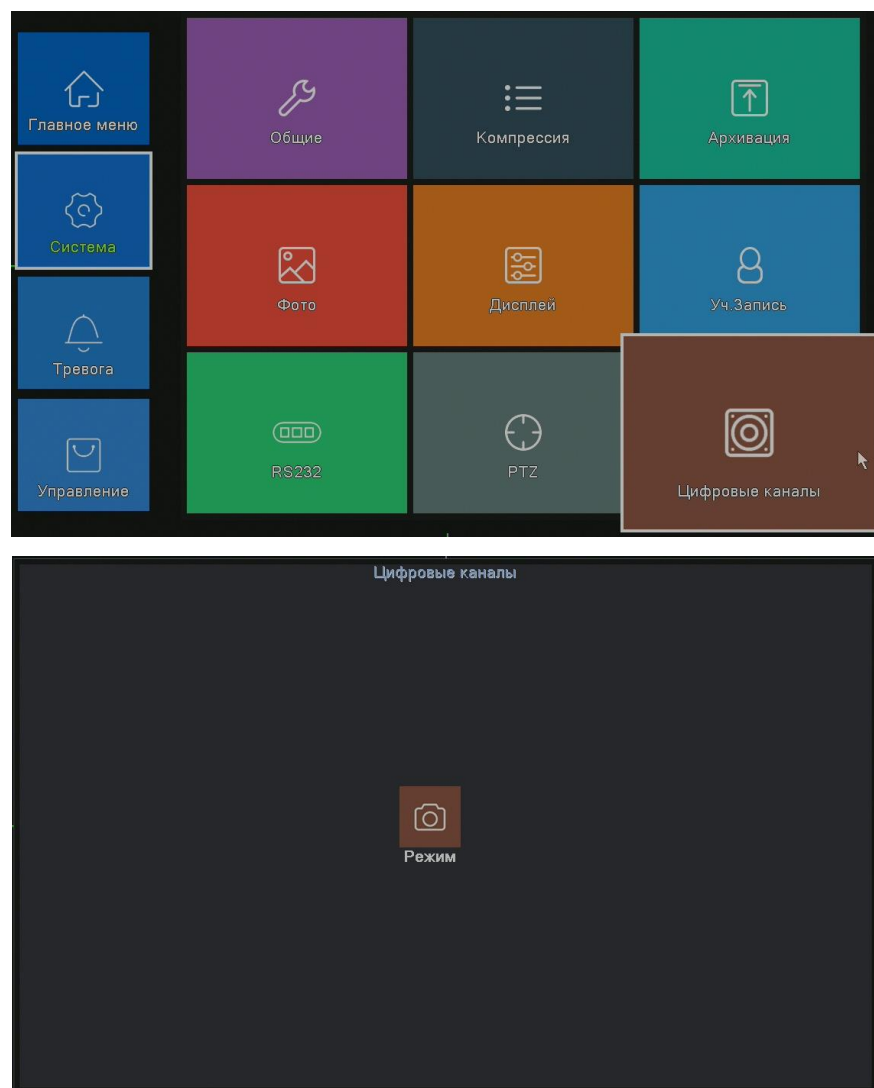 Главное меню
Общие
Компрессия
Архивация
Система
Фото
Дисплей
Уч.Запись
Тревога
RS232
PTZ
Цифровые каналы
Управление
Цифровые каналы
Режим